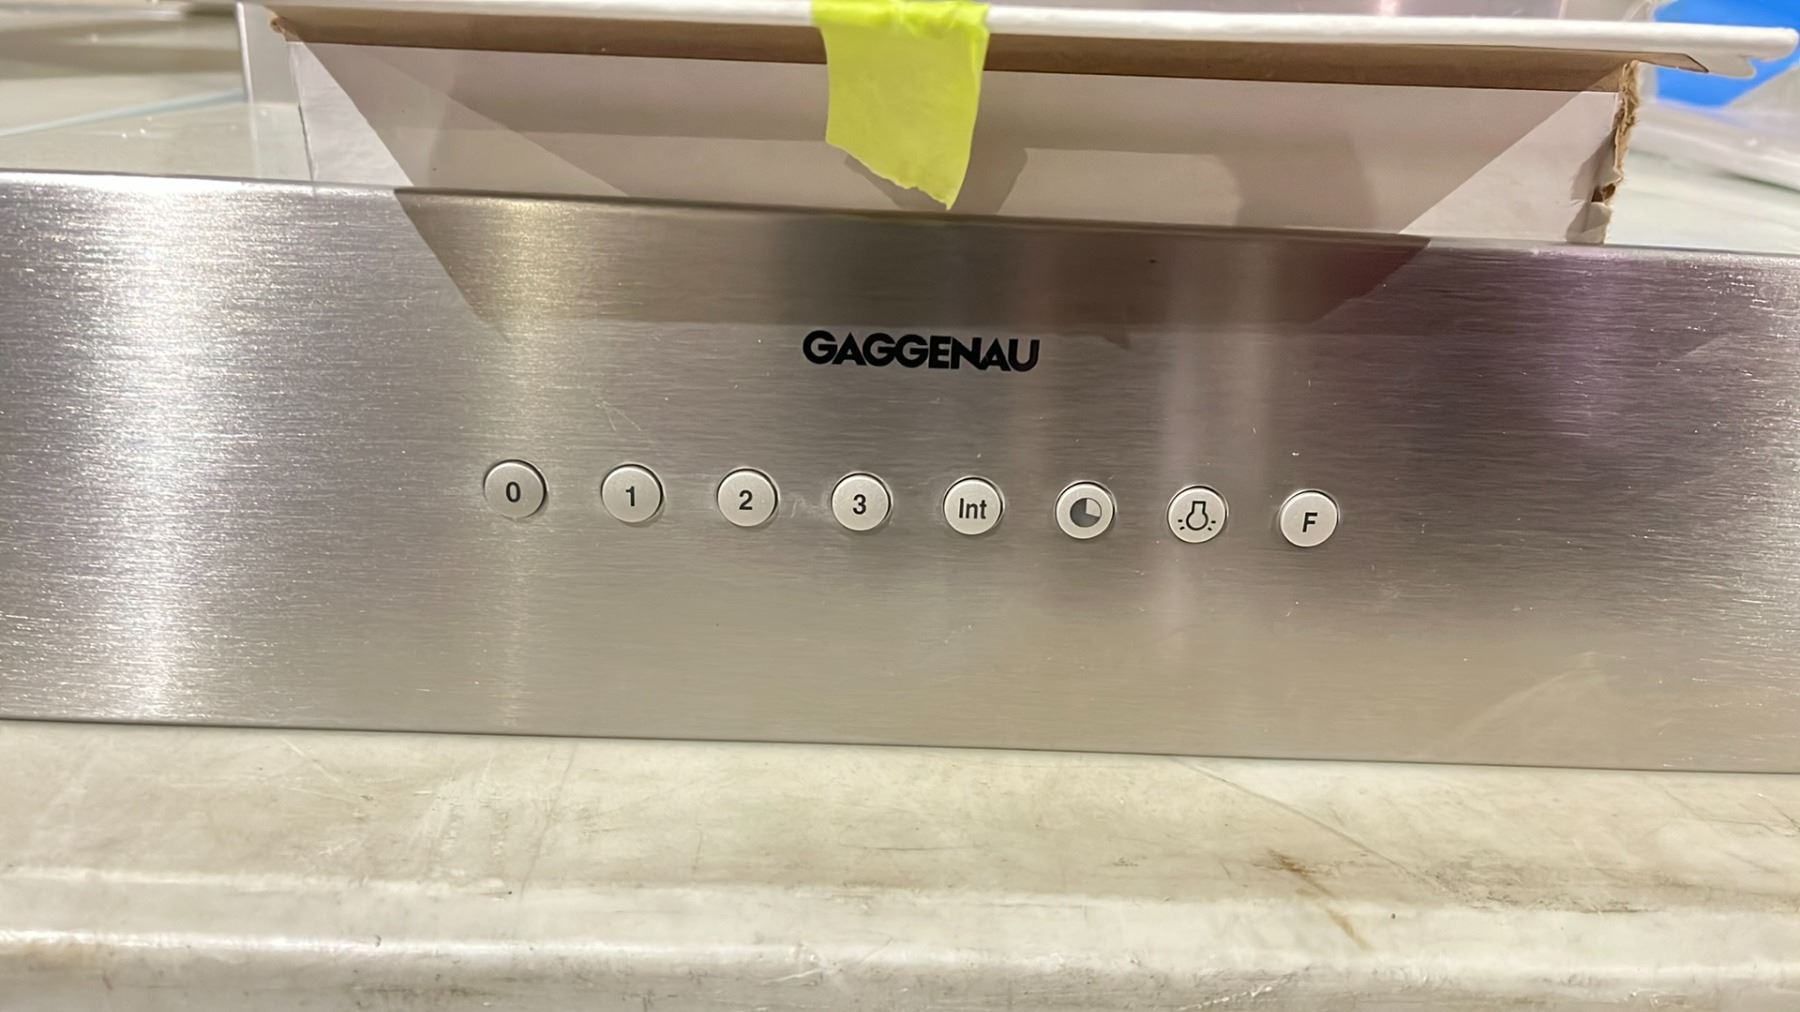 GAGGENAU
0 1 2 3 Int F